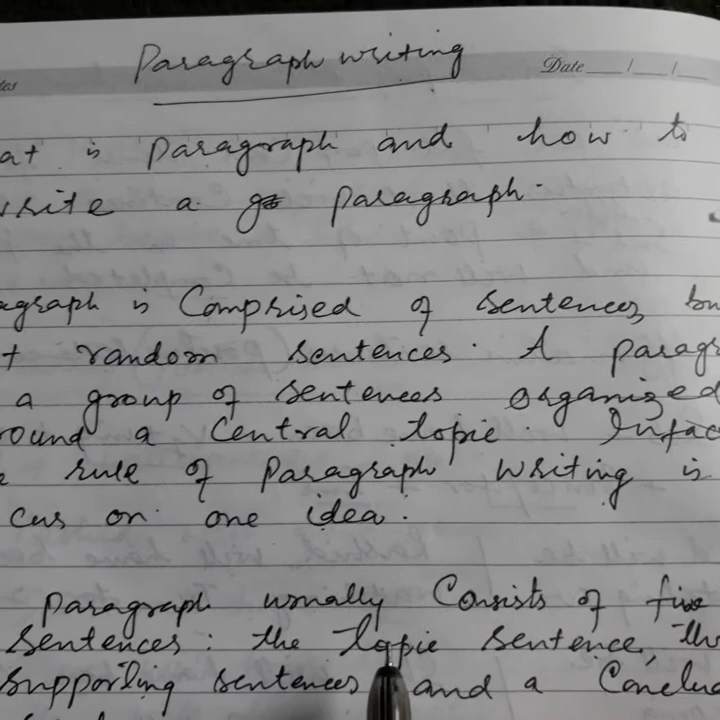 Paragraph writing
Date
at is paragraph and how to
write a paragraph.
agraph is Comprised of sentences, bu
t random sentences. A paragr
a group of sentences organized
round a Central topic. Infac
e rule of paragraph writing is
cus on one idea.
paragraph usually Consists of five
sentences: the topic sentence, th
supporting sentences and a Conclu